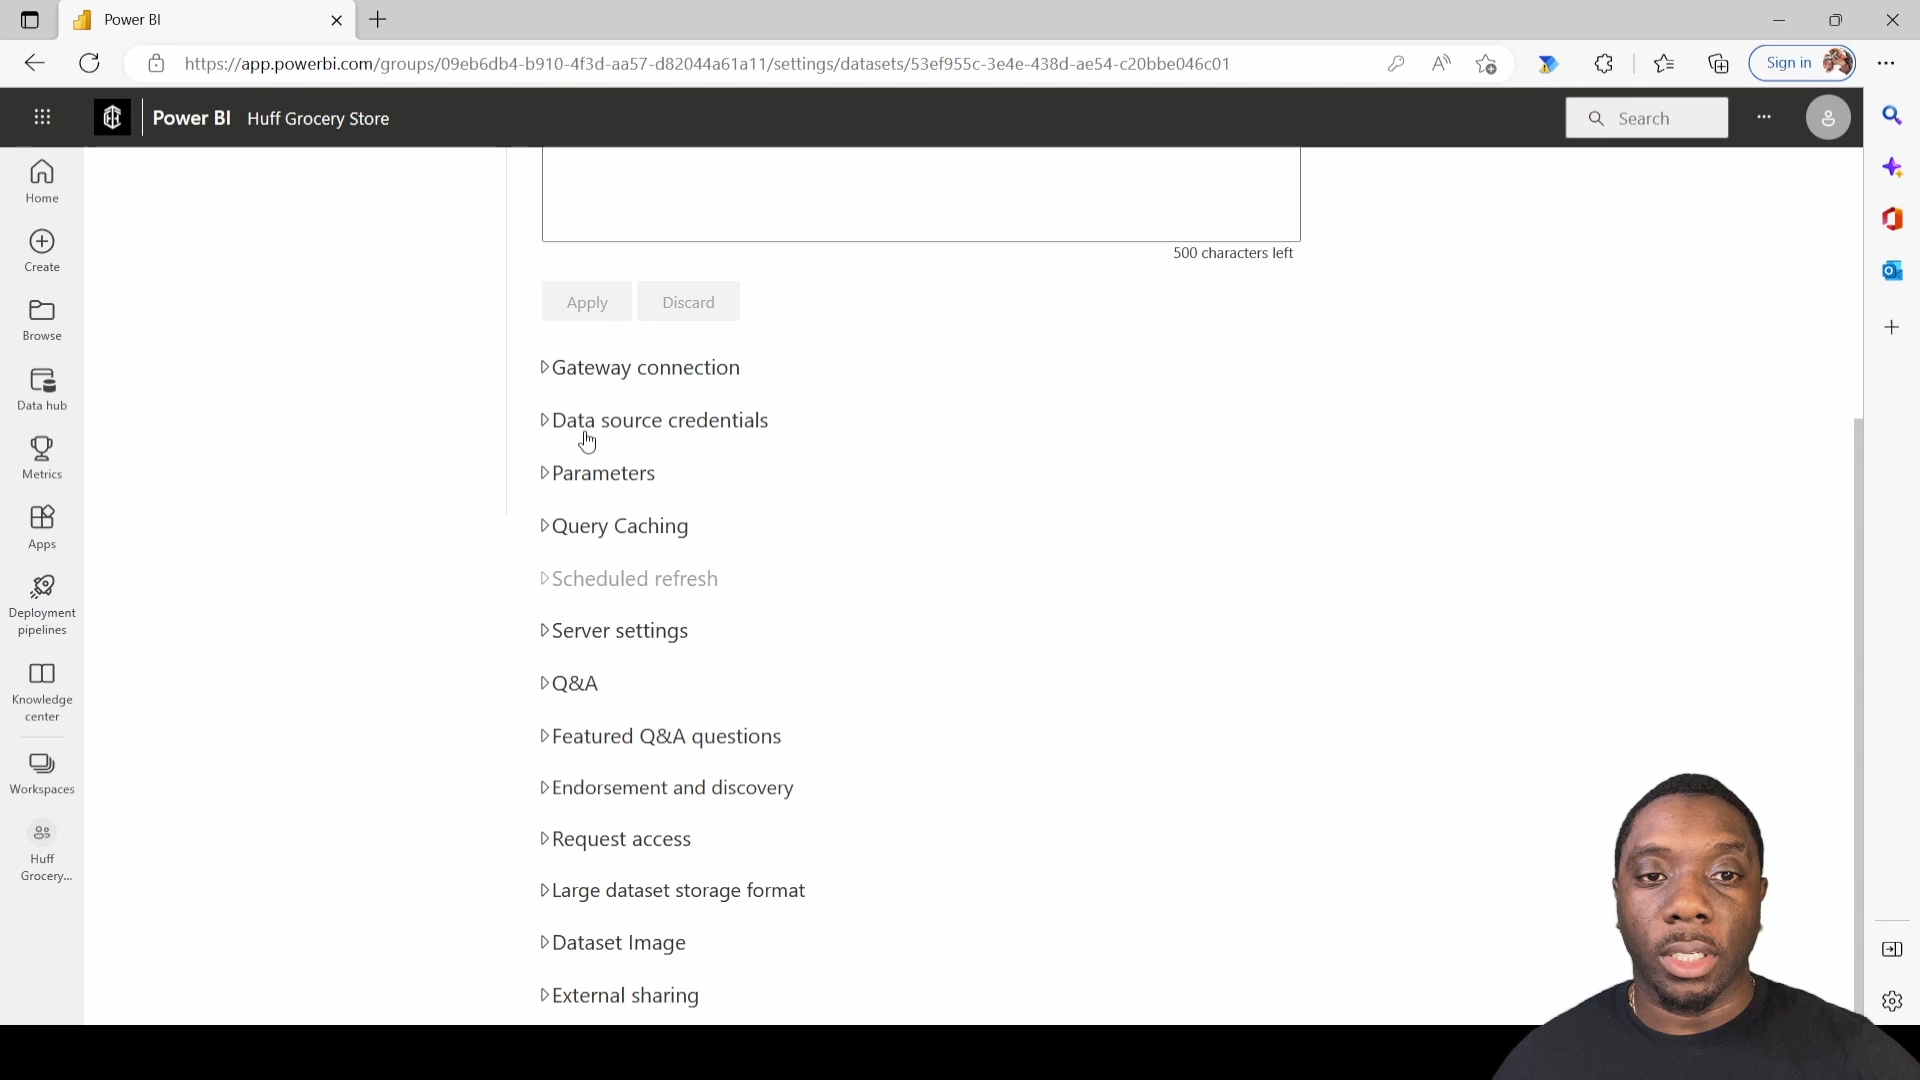 Power BI
https://app.powerbi.com/groups/09eb6db4-b910-4f3d-aa57-d82044a61a11/settings/datasets/53ef955c-3e4e-438d-ae54-c20bbe046c01
Sign in
Power BI Huff Grocery Store
Search
Home
Create
Browse
Data hub
Metrics
Apps
Deployment
pipelines
Knowledge
center
Workspaces
Huff
Grocery...
500 characters left
Apply
Discard
Gateway connection
Data source credentials
Parameters
Query Caching
Scheduled refresh
Server settings
Q&A
Featured Q&A questions
Endorsement and discovery
Request access
Large dataset storage format
Dataset Image
External sharing